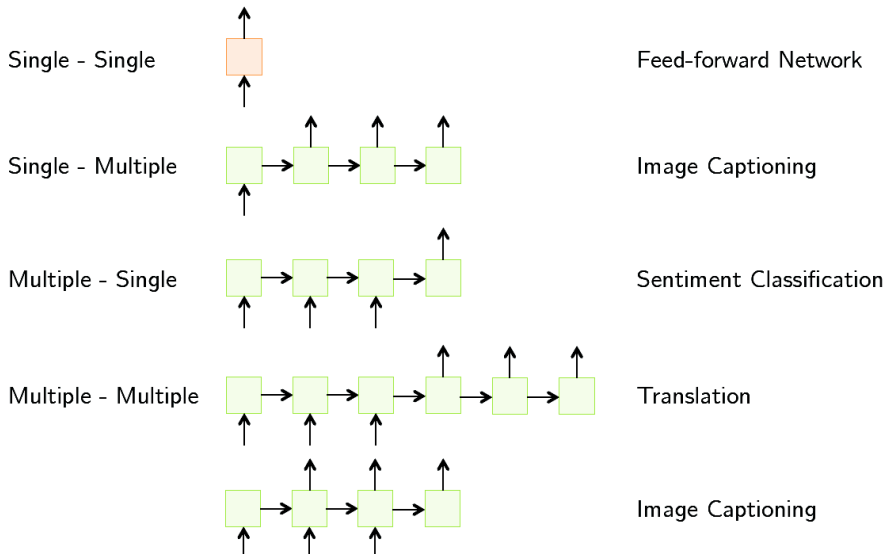 Single - Single
Feed-forward Network
Single - Multiple
Image Captioning
Multiple - Single
Sentiment Classification
Multiple - Multiple
Translation
Image Captioning